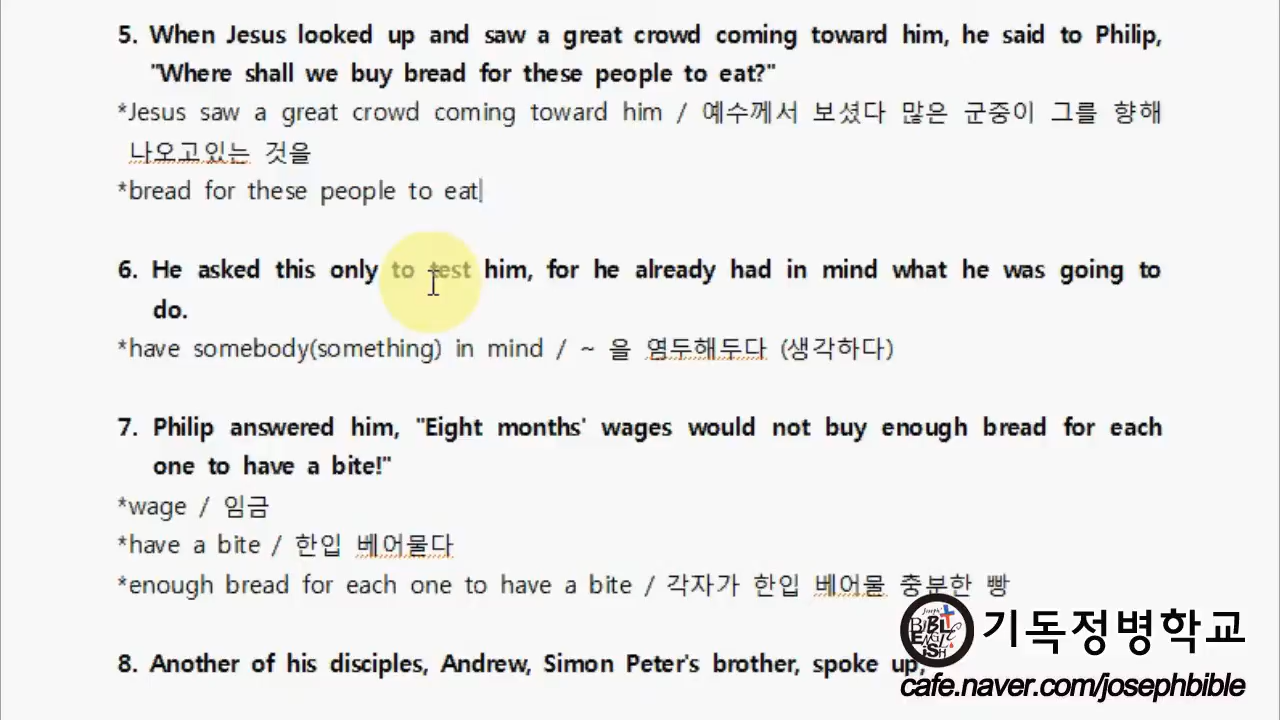 5. When Jesus looked up and saw a great crowd coming toward him, he said to Philip,
"Where shall we buy bread for these people to eat?"
*Jesus saw a great crowd coming toward him / 예수께서 보셨다 많은 군중이 그를 향해
나오고있는 것을
*bread for these people to eat
6. He asked this only to test him, for he already had in mind what he was going to
do.
*have somebody(something) in mind / ~ 을 염두해두다 (생각하다)
7. Philip answered him, "Eight months' wages would not buy enough bread for each
one to have a bite!"
*wage / 임금
*have a bite / 한입 베어물다
*enough bread for each one to have a bite / 각자가 한입 베어물 충분한 빵
8. Another of his disciples, Andrew, Simon Peter's brother, spoke up,
Joseph
BIBLE
ENGLISH
기독정병학교
cafe.naver.com/josephbible